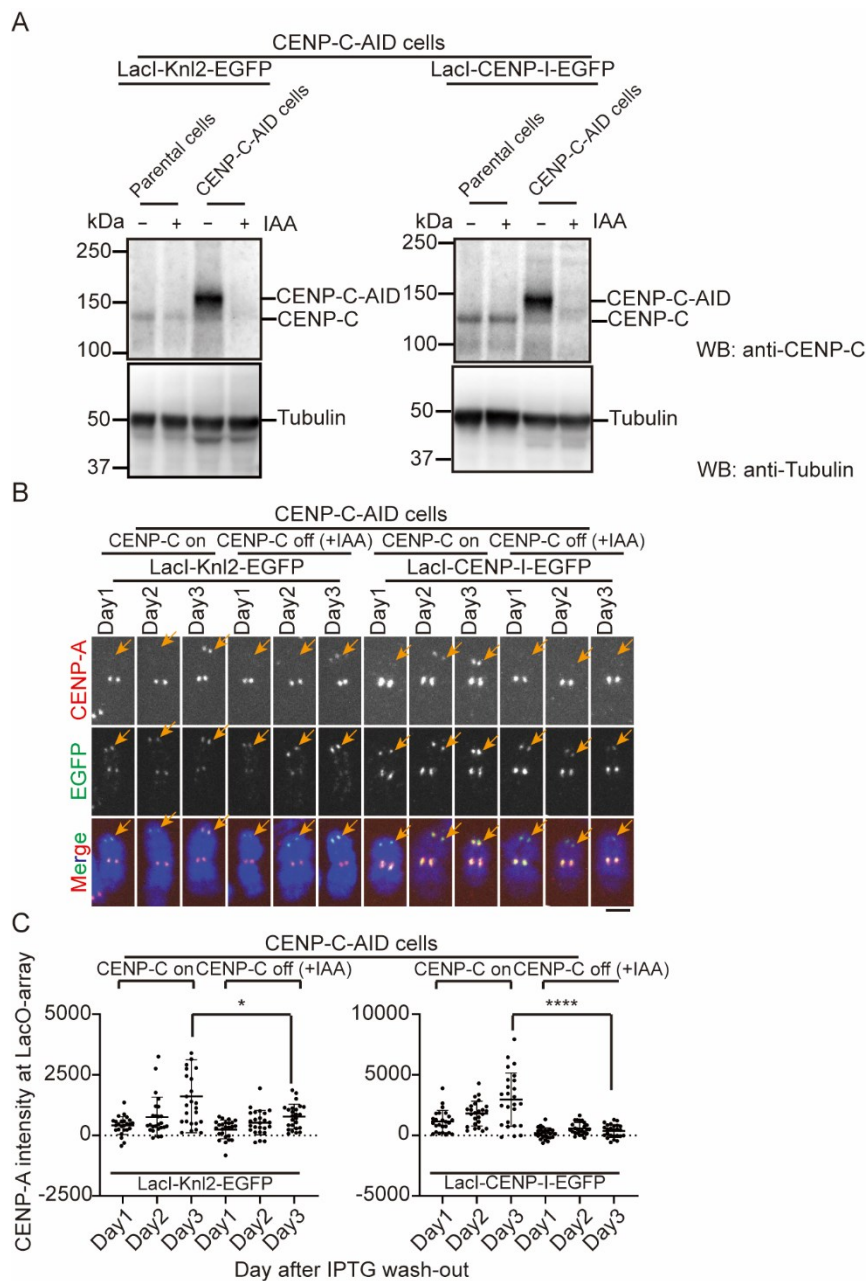 A
CENP-C-AID cells
LacI-Knl2-EGFP LacI-CENP-I-EGFP
Parental cells CENP-C-AID cells Parental cells CENP-C-AID cells
kDa − + − + IAA kDa − + − + IAA
250
150
100
CENP-C-AID
CENP-C
50
37
Tubulin
250
150
100
CENP-C-AID
CENP-C
WB: anti-CENP-C
50
37
Tubulin
WB: anti-Tubulin
B
CENP-C-AID cells
CENP-C on CENP-C off (+IAA) CENP-C on CENP-C off (+IAA)
LacI-Knl2-EGFP LacI-CENP-I-EGFP
Day1 Day2 Day3 Day1 Day2 Day3 Day1 Day2 Day3 Day1 Day2 Day3
CENP-A
EGFP
Merge
C
CENP-C-AID cells
CENP-C on CENP-C off (+IAA) CENP-C on CENP-C off (+IAA)
CENP-A intensity at LacO-array
5000
2500
0
-2500
*
LacI-Knl2-EGFP
Day1 Day2 Day3 Day1 Day2 Day3
10000
5000
0
-5000
****
LacI-CENP-I-EGFP
Day1 Day2 Day3 Day1 Day2 Day3
Day after IPTG wash-out